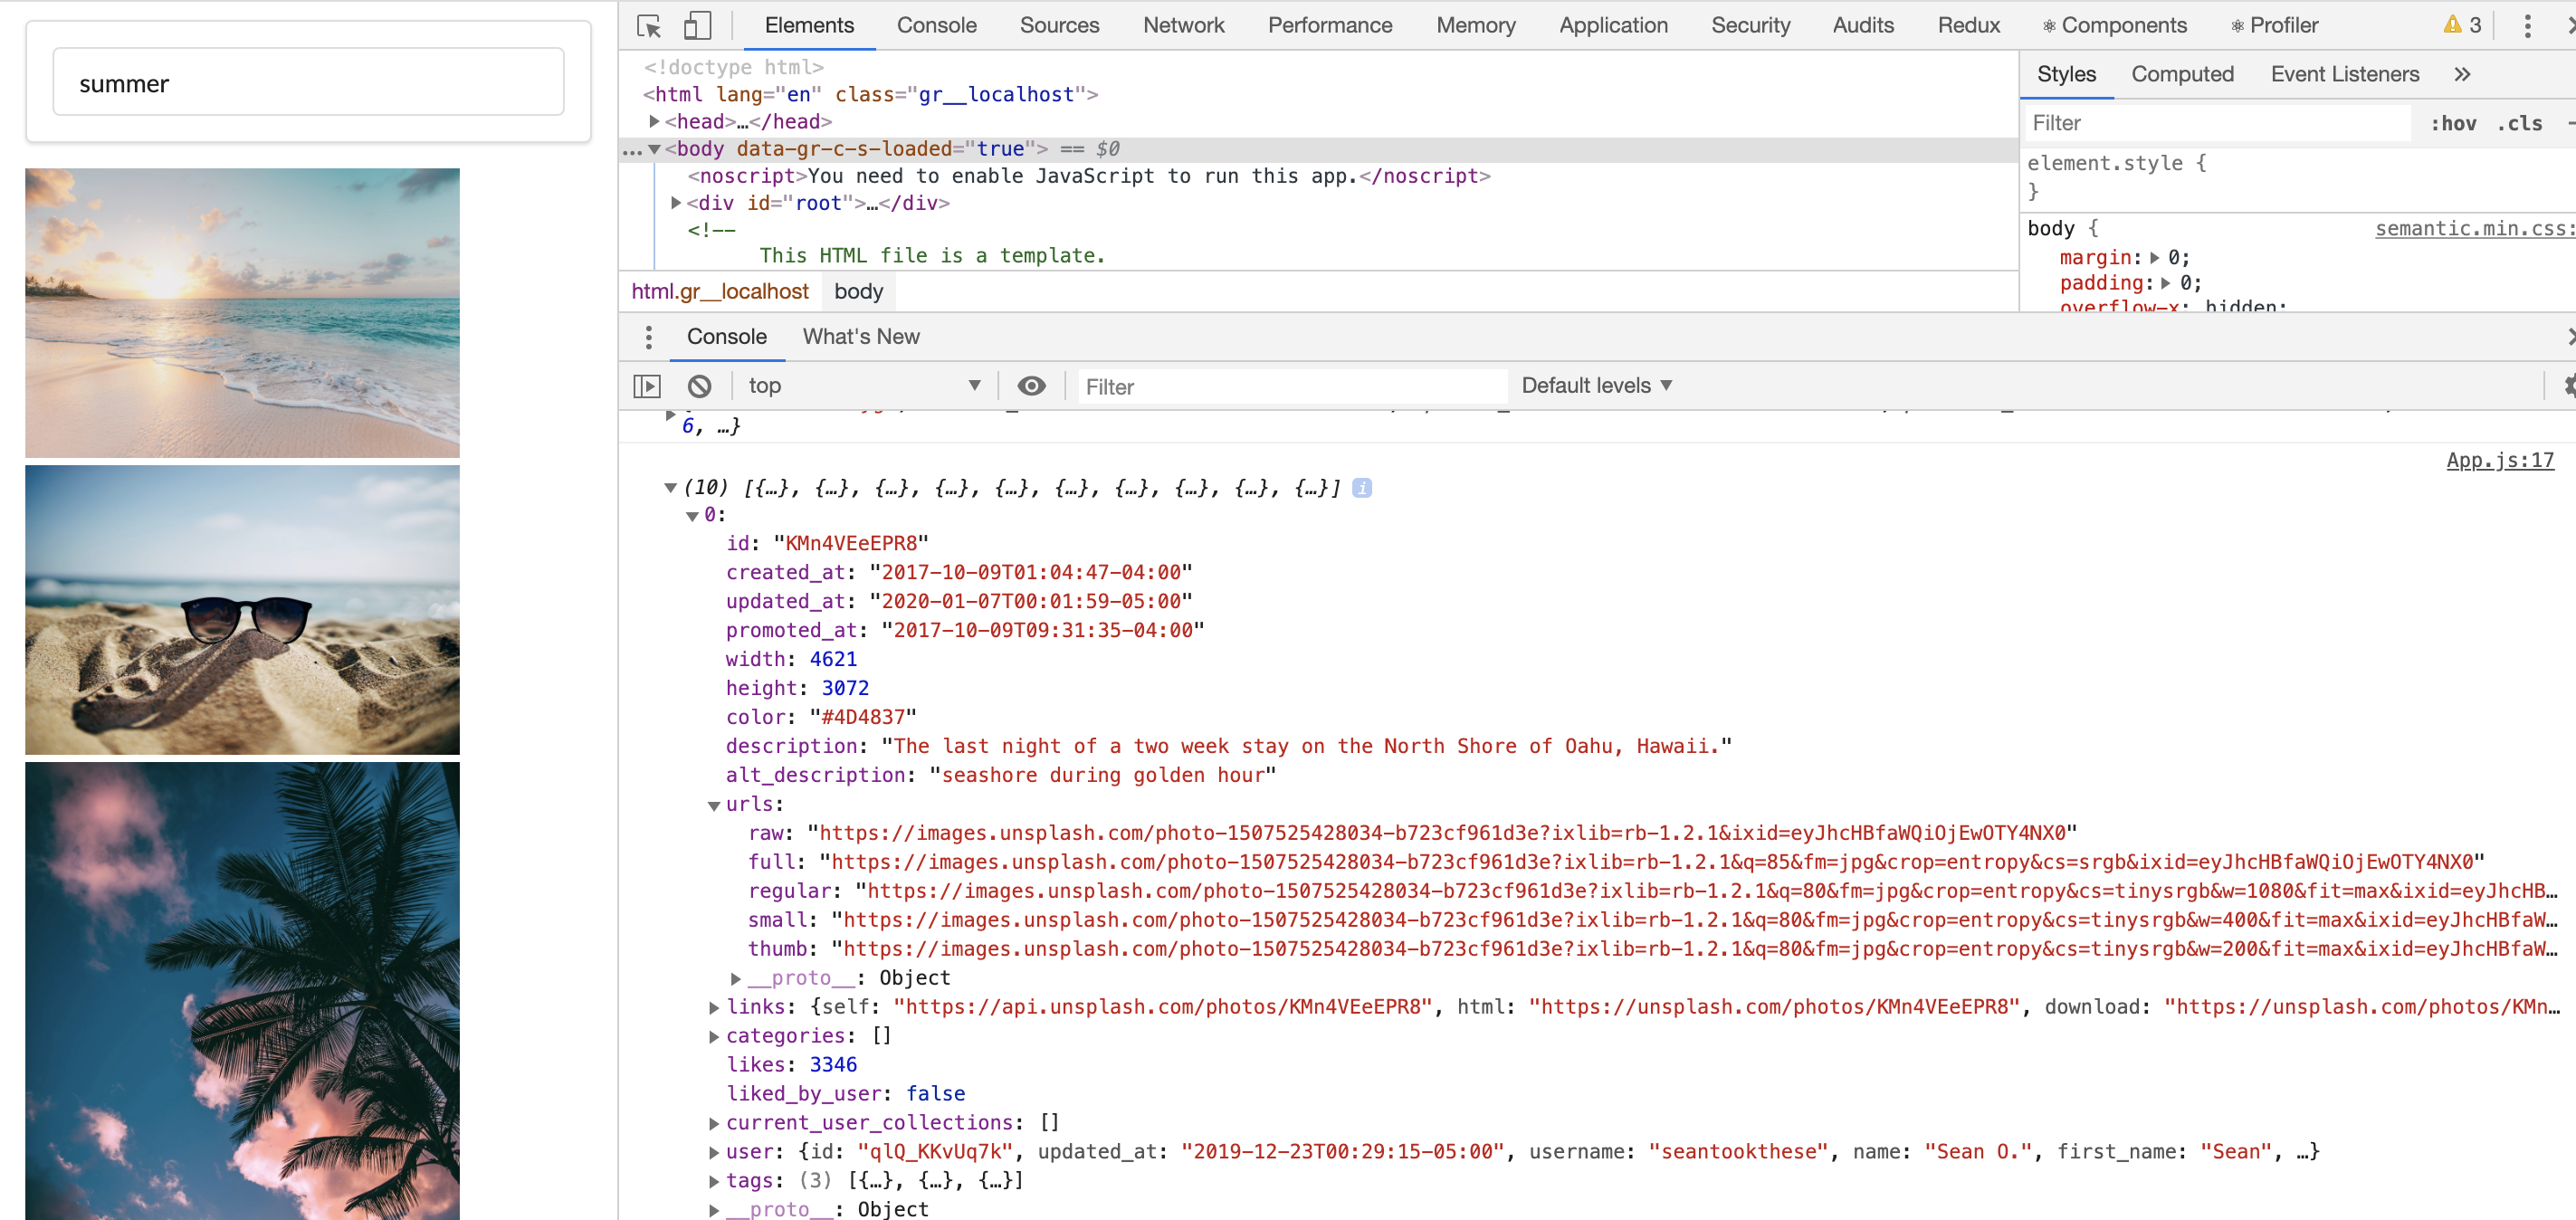 summer
Elements Console Sources Network Performance Memory Application Security Audits Redux Components Profiler 3
<!doctype html>
<html lang="en" class="gr__localhost">
<head>…</head>
<body data-gr-c-s-loaded="true"> == $0
<noscript>You need to enable JavaScript to run this app.</noscript>
<div id="root">…</div>
<!--
This HTML file is a template.
html.gr__localhost body
Styles Computed Event Listeners »
Filter :hov .cls
element.style {
}
body { semantic.min.css:
margin: 0;
padding: 0;
overflow-x: hidden;
Console What's New
top Filter Default levels
6, …}
App.js:17
(10) [{…}, {…}, {…}, {…}, {…}, {…}, {…}, {…}, {…}, {…}] i
0:
id: "KMn4VEeEPR8"
created_at: "2017-10-09T01:04:47-04:00"
updated_at: "2020-01-07T00:01:59-05:00"
promoted_at: "2017-10-09T09:31:35-04:00"
width: 4621
height: 3072
color: "#4D4837"
description: "The last night of a two week stay on the North Shore of Oahu, Hawaii."
alt_description: "seashore during golden hour"
urls:
raw: "https://images.unsplash.com/photo-1507525428034-b723cf961d3e?ixlib=rb-1.2.1&ixid=eyJhcHBfaWQiOjEwOTY4NX0"
full: "https://images.unsplash.com/photo-1507525428034-b723cf961d3e?ixlib=rb-1.2.1&q=85&fm=jpg&crop=entropy&cs=srgb&ixid=eyJhcHBfaWQiOjEwOTY4NX0"
regular: "https://images.unsplash.com/photo-1507525428034-b723cf961d3e?ixlib=rb-1.2.1&q=80&fm=jpg&crop=entropy&cs=tinysrgb&w=1080&fit=max&ixid=eyJhcHB…
small: "https://images.unsplash.com/photo-1507525428034-b723cf961d3e?ixlib=rb-1.2.1&q=80&fm=jpg&crop=entropy&cs=tinysrgb&w=400&fit=max&ixid=eyJhcHBfaW…
thumb: "https://images.unsplash.com/photo-1507525428034-b723cf961d3e?ixlib=rb-1.2.1&q=80&fm=jpg&crop=entropy&cs=tinysrgb&w=200&fit=max&ixid=eyJhcHBfaW…
__proto__: Object
links: {self: "https://api.unsplash.com/photos/KMn4VEeEPR8", html: "https://unsplash.com/photos/KMn4VEeEPR8", download: "https://unsplash.com/photos/KMn…
categories: []
likes: 3346
liked_by_user: false
current_user_collections: []
user: {id: "qlQ_KKvUq7k", updated_at: "2019-12-23T00:29:15-05:00", username: "seantookthese", name: "Sean O.", first_name: "Sean", …}
tags: (3) [{…}, {…}, {…}]
__proto__: Object